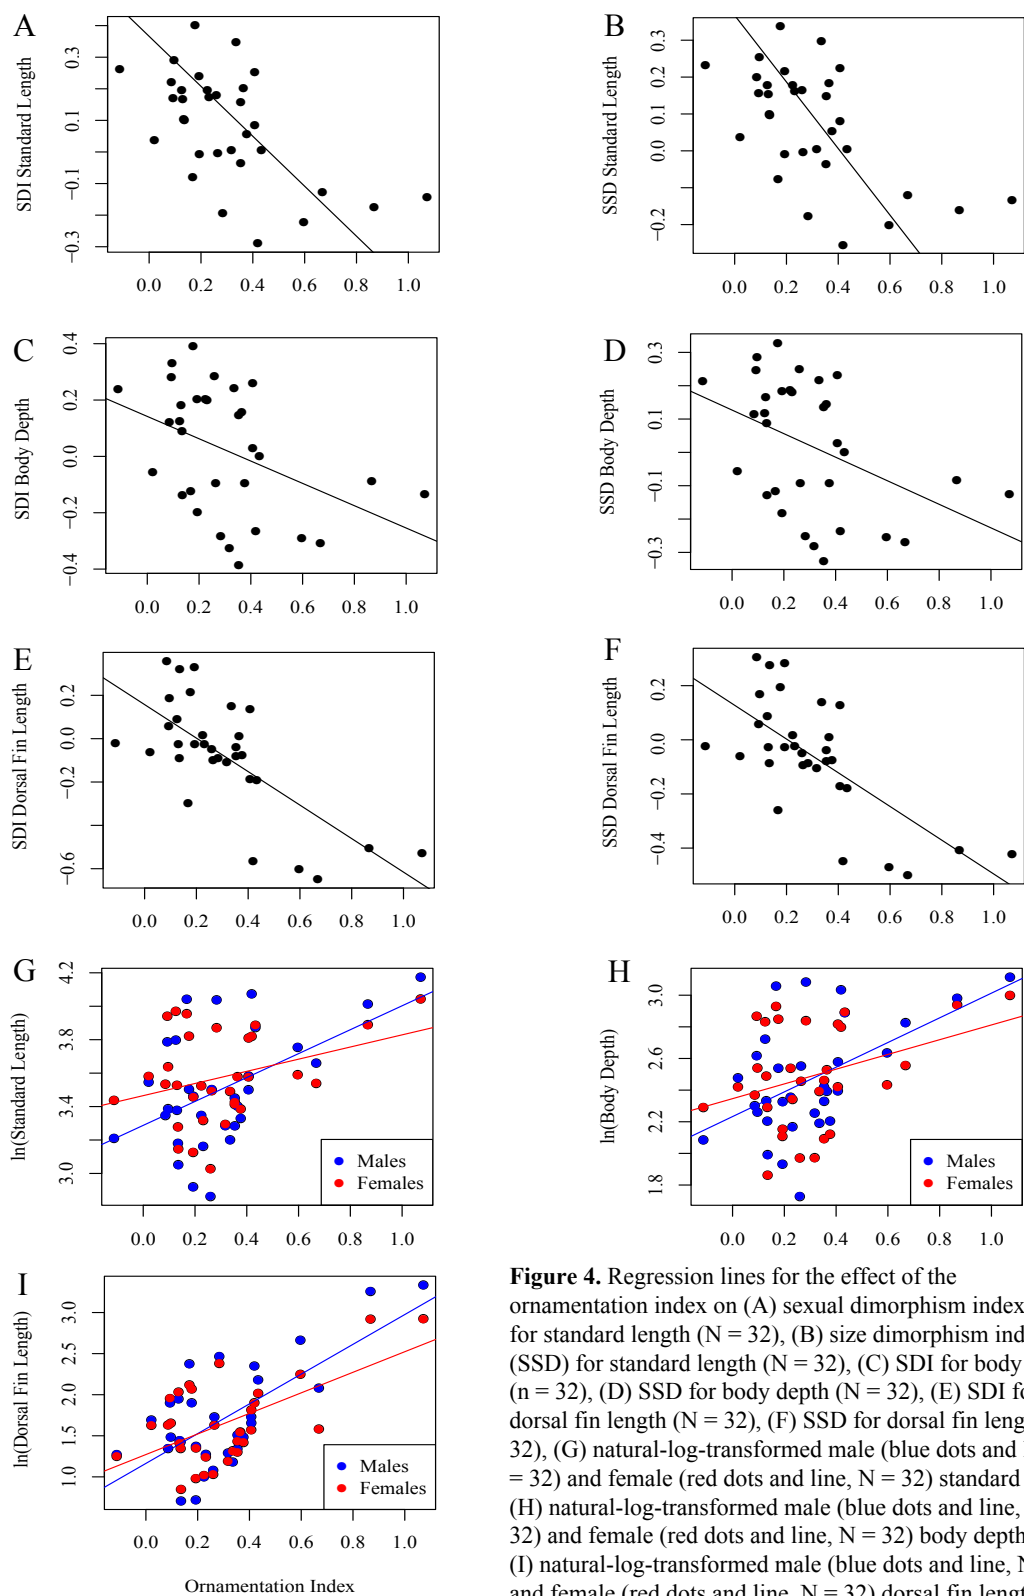 A
SDI Standard Length
0.3
0.1
−0.1
−0.3
0.0 0.2 0.4 0.6 0.8 1.0
B
SSD Standard Length
0.3
0.2
0.0
−0.2
0.0 0.2 0.4 0.6 0.8 1.0
C
SDI Body Depth
0.4
0.2
0.0
−0.2
−0.4
0.0 0.2 0.4 0.6 0.8 1.0
D
SSD Body Depth
0.3
0.1
−0.1
−0.3
0.0 0.2 0.4 0.6 0.8 1.0
E
SDI Dorsal Fin Length
0.2
0.0
−0.2
−0.6
0.0 0.2 0.4 0.6 0.8 1.0
F
SSD Dorsal Fin Length
0.2
0.0
−0.2
−0.4
0.0 0.2 0.4 0.6 0.8 1.0
G
ln(Standard Length)
4.2
3.8
3.4
3.0
Males
Females
0.0 0.2 0.4 0.6 0.8 1.0
H
ln(Body Depth)
3.0
2.6
2.2
1.8
Males
Females
0.0 0.2 0.4 0.6 0.8 1.0
I
ln(Dorsal Fin Length)
3.0
2.5
2.0
1.5
1.0
Males
Females
0.0 0.2 0.4 0.6 0.8 1.0
Ornamentation Index
Figure 4. Regression lines for the effect of the
ornamentation index on (A) sexual dimorphism index
for standard length (N = 32), (B) size dimorphism
(SSD) for standard length (N = 32), (C) SDI for body
(n = 32), (D) SSD for body depth (N = 32), (E) SDI
dorsal fin length (N = 32), (F) SSD for dorsal fin
32), (G) natural-log-transformed male (blue dots and
= 32) and female (red dots and line, N = 32) standard
(H) natural-log-transformed male (blue dots and line,
32) and female (red dots and line, N = 32) body depth
(I) natural-log-transformed male (blue dots and line,
and female (red dots and line, N = 32) dorsal fin